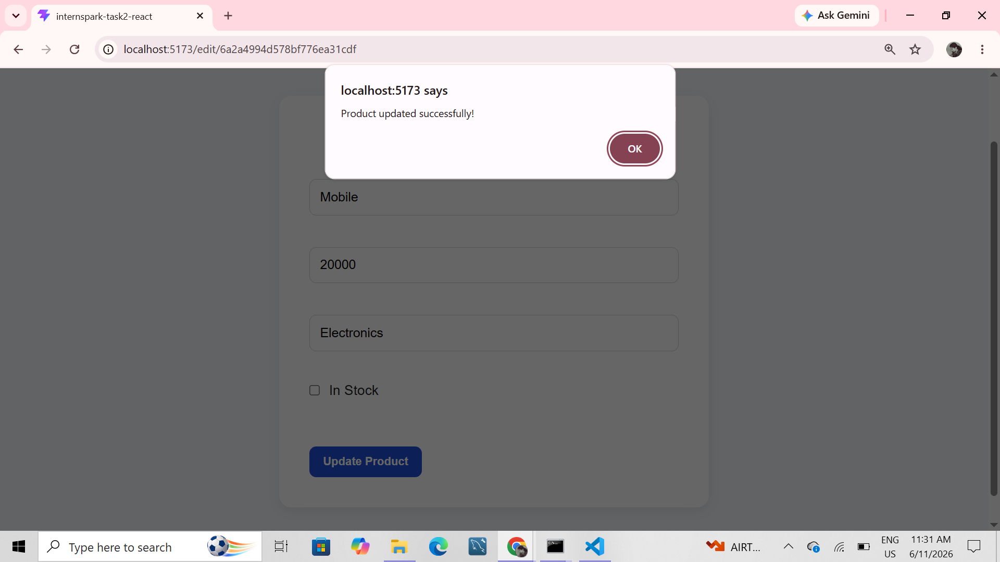 internspark-task2-react
Ask Gemini
localhost:5173/edit/6a2a4994d578bf776ea31cdf
localhost:5173 says
Product updated successfully!
OK
Mobile
20000
Electronics
In Stock
Update Product
Type here to search
AIRT...
ENG
US
11:31 AM
6/11/2026